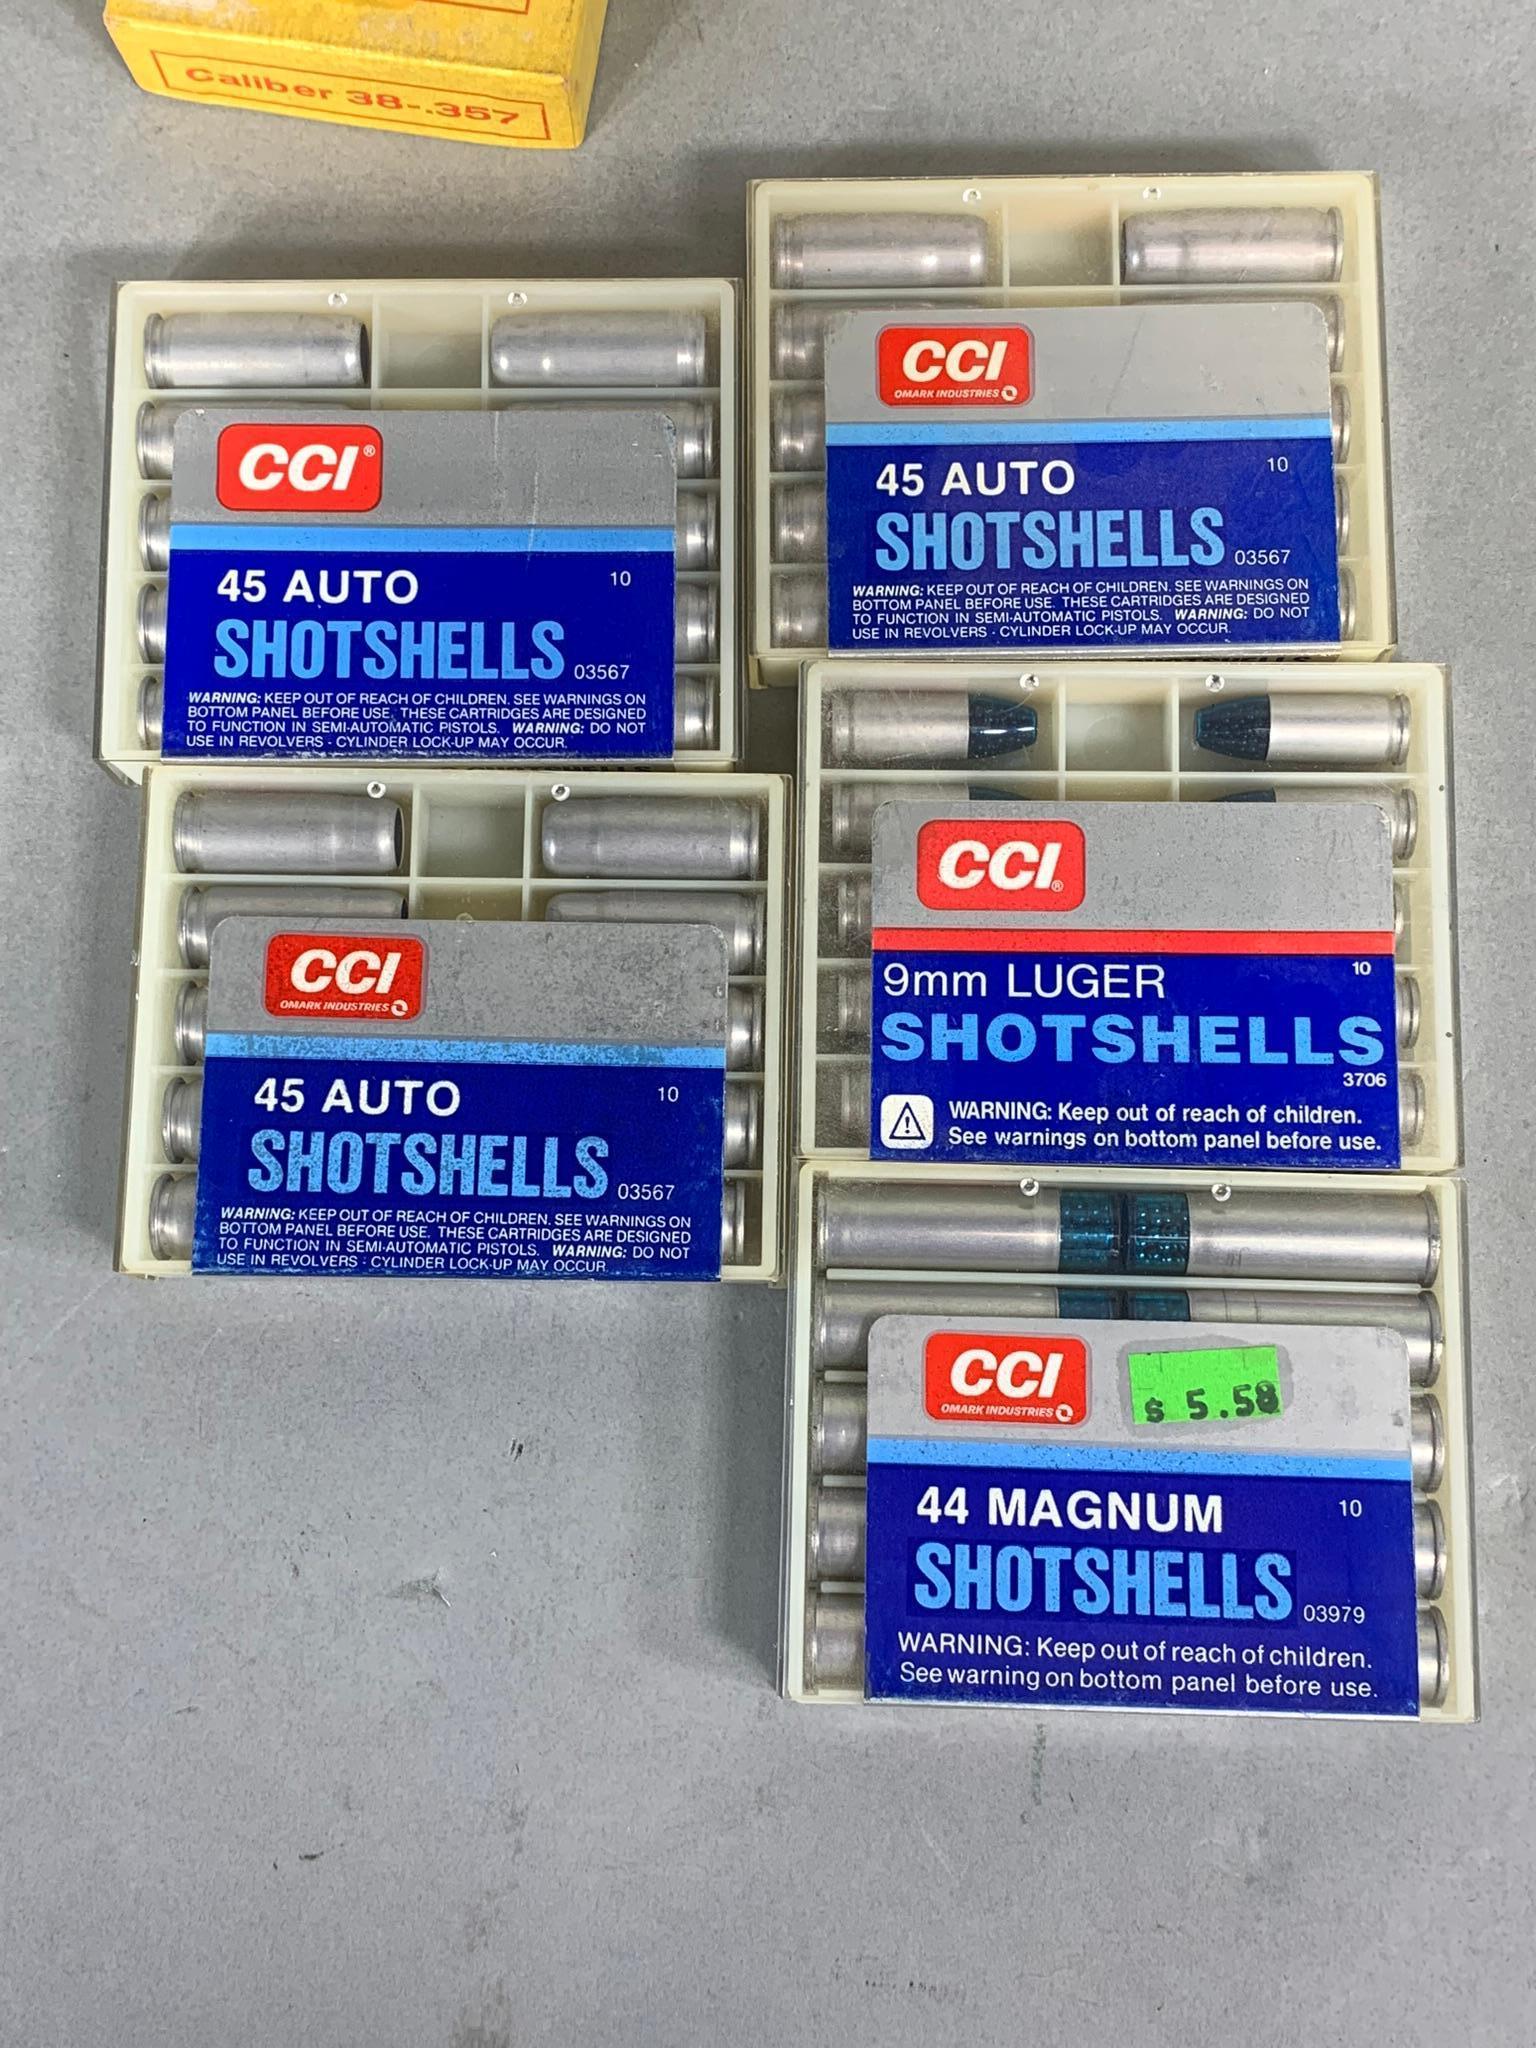 Caliber 38-.357
CCI®
45 AUTO 10
SHOTSHELLS 03567
WARNING: KEEP OUT OF REACH OF CHILDREN. SEE WARNINGS ON
BOTTOM PANEL BEFORE USE. THESE CARTRIDGES ARE DESIGNED
TO FUNCTION IN SEMI-AUTOMATIC PISTOLS. WARNING: DO NOT
USE IN REVOLVERS - CYLINDER LOCK-UP MAY OCCUR.
SHOTSHELLS
CCI
OMARK INDUSTRIES
45 AUTO 10
SHOTSHELLS 03567
WARNING: KEEP OUT OF REACH OF CHILDREN. SEE WARNINGS ON
BOTTOM PANEL BEFORE USE. THESE CARTRIDGES ARE DESIGNED
TO FUNCTION IN SEMI-AUTOMATIC PISTOLS. WARNING: DO NOT
USE IN REVOLVERS - CYLINDER LOCK-UP MAY OCCUR.
SHOTSHELLS
CCI
OMARK INDUSTRIES
45 AUTO 10
SHOTSHELLS 03567
WARNING: KEEP OUT OF REACH OF CHILDREN. SEE WARNINGS ON
BOTTOM PANEL BEFORE USE. THESE CARTRIDGES ARE DESIGNED
TO FUNCTION IN SEMI-AUTOMATIC PISTOLS. WARNING: DO NOT
USE IN REVOLVERS - CYLINDER LOCK-UP MAY OCCUR.
CCI®
9mm LUGER 10
SHOTSHELLS
3706
WARNING: Keep out of reach of children.
See warnings on bottom panel before use.
CCI
OMARK INDUSTRIES
$ 5.58
44 MAGNUM 10
SHOTSHELLS 03979
WARNING: Keep out of reach of children.
See warning on bottom panel before use.